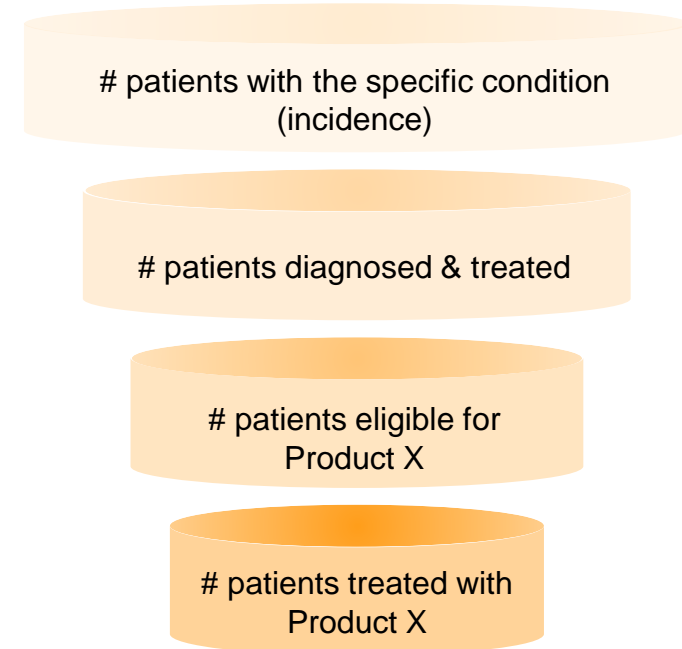 # patients with the specific condition
(incidence)
# patients diagnosed & treated
# patients eligible for
Product X
# patients treated with
Product X